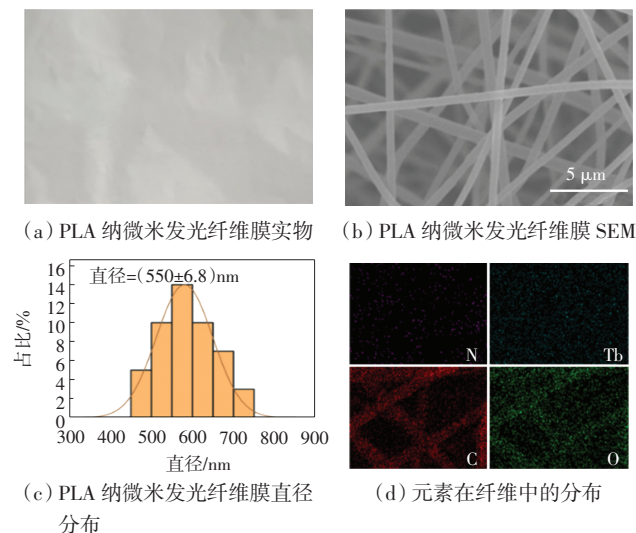 5 μm
(a) PLA 纳微米发光纤维膜实物
(b) PLA 纳微米发光纤维膜 SEM
直径=(550±6.8)nm
占比/%
16
14
12
10
8
6
4
2
0
300 400 500 600 700 800 900
直径/nm
(c) PLA 纳微米发光纤维膜直径
分布
N
Tb
C
O
(d) 元素在纤维中的分布